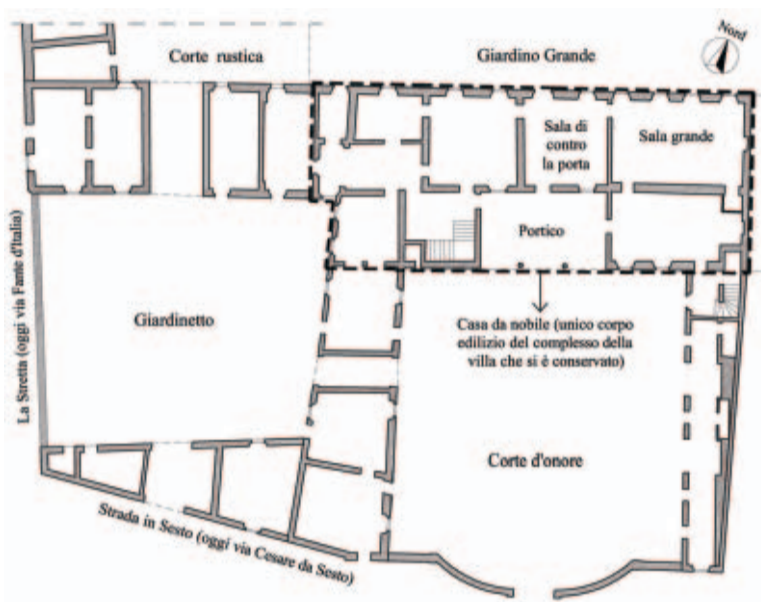 Corte rustica
Giardino Grande
Nord
Sala di
contro
la porta
Sala grande
Portico
La Stretta (oggi via Fante d'Italia)
Giardinetto
Casa da nobile (unico corpo
edilizio del complesso della
villa che si è conservato)
Corte d'onore
Strada in Sesto (oggi via Cesare da Sesto)